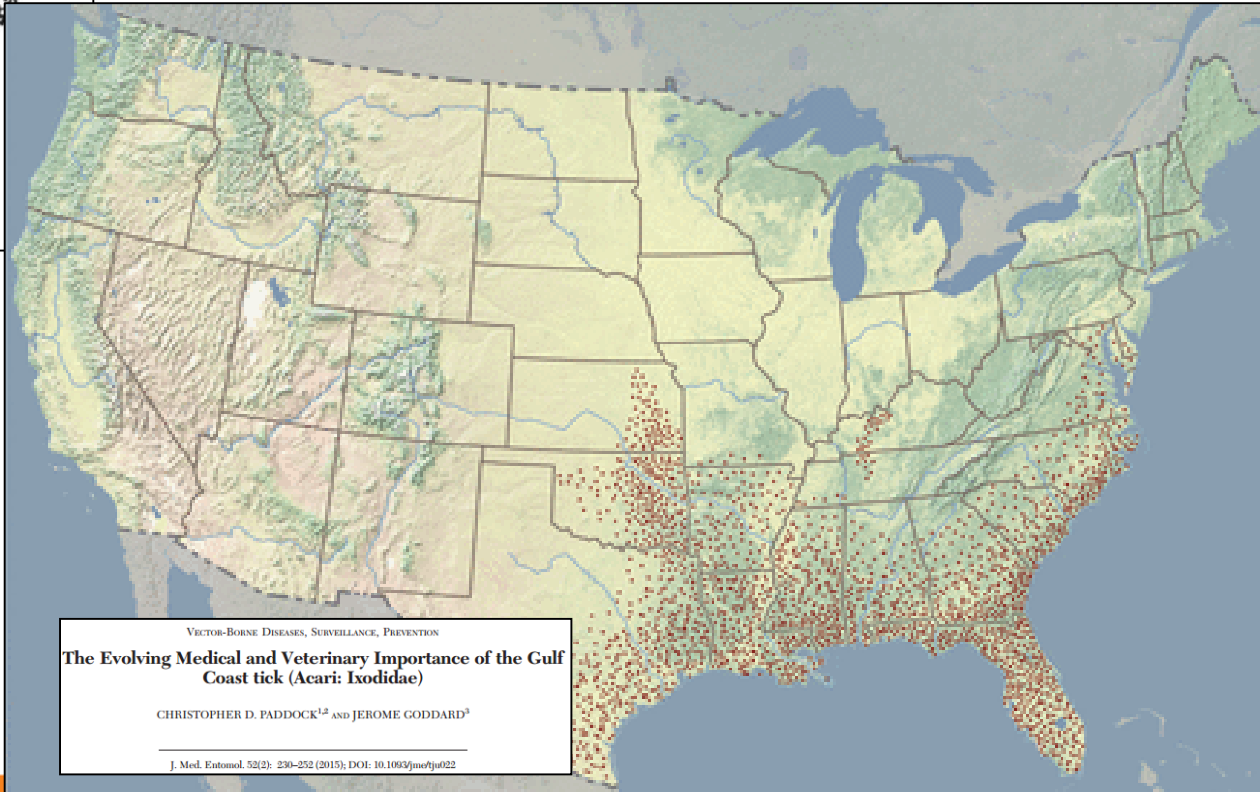 VECTOR-BORNE DISEASES, SURVEILLANCE, PREVENTION
The Evolving Medical and Veterinary Importance of the Gulf
Coast tick (Acari: Ixodidae)
CHRISTOPHER D. PADDOCK1,2 AND JEROME GODDARD3
J. Med. Entomol. 52(2): 230–252 (2015); DOI: 10.1093/jme/tju022